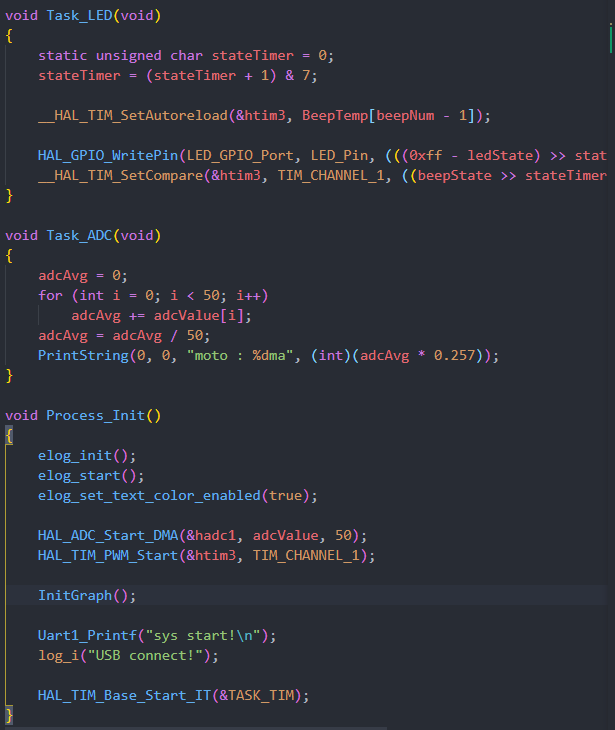 void Task_LED(void)
{
    static unsigned char stateTimer = 0;
    stateTimer = (stateTimer + 1) & 7;
    __HAL_TIM_SetAutoreload(&htim3, BeepTemp[beepNum - 1]);
    HAL_GPIO_WritePin(LED_GPIO_Port, LED_Pin, (((0xff - ledState) >> stat
    __HAL_TIM_SetCompare(&htim3, TIM_CHANNEL_1, ((beepState >> stateTimer
}
void Task_ADC(void)
{
    adcAvg = 0;
    for (int i = 0; i < 50; i++)
        adcAvg += adcValue[i];
    adcAvg = adcAvg / 50;
    PrintString(0, 0, "moto : %dma", (int)(adcAvg * 0.257));
}
void Process_Init()
{
    elog_init();
    elog_start();
    elog_set_text_color_enabled(true);
    HAL_ADC_Start_DMA(&hadc1, adcValue, 50);
    HAL_TIM_PWM_Start(&htim3, TIM_CHANNEL_1);
    InitGraph();
    Uart1_Printf("sys start!\n");
    log_i("USB connect!");
    HAL_TIM_Base_Start_IT(&TASK_TIM);
}